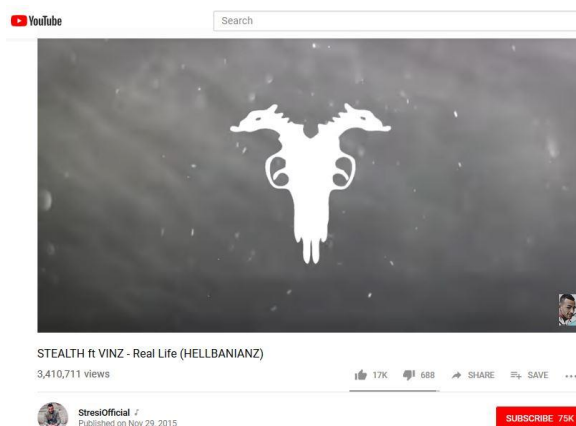 YouTube
Search
STEALTH ft VINZ - Real Life (HELLBANIANZ)
3,410,711 views
17K 688 SHARE SAVE ...
StresiOfficial
Published on Nov 29, 2015
SUBSCRIBE 75K